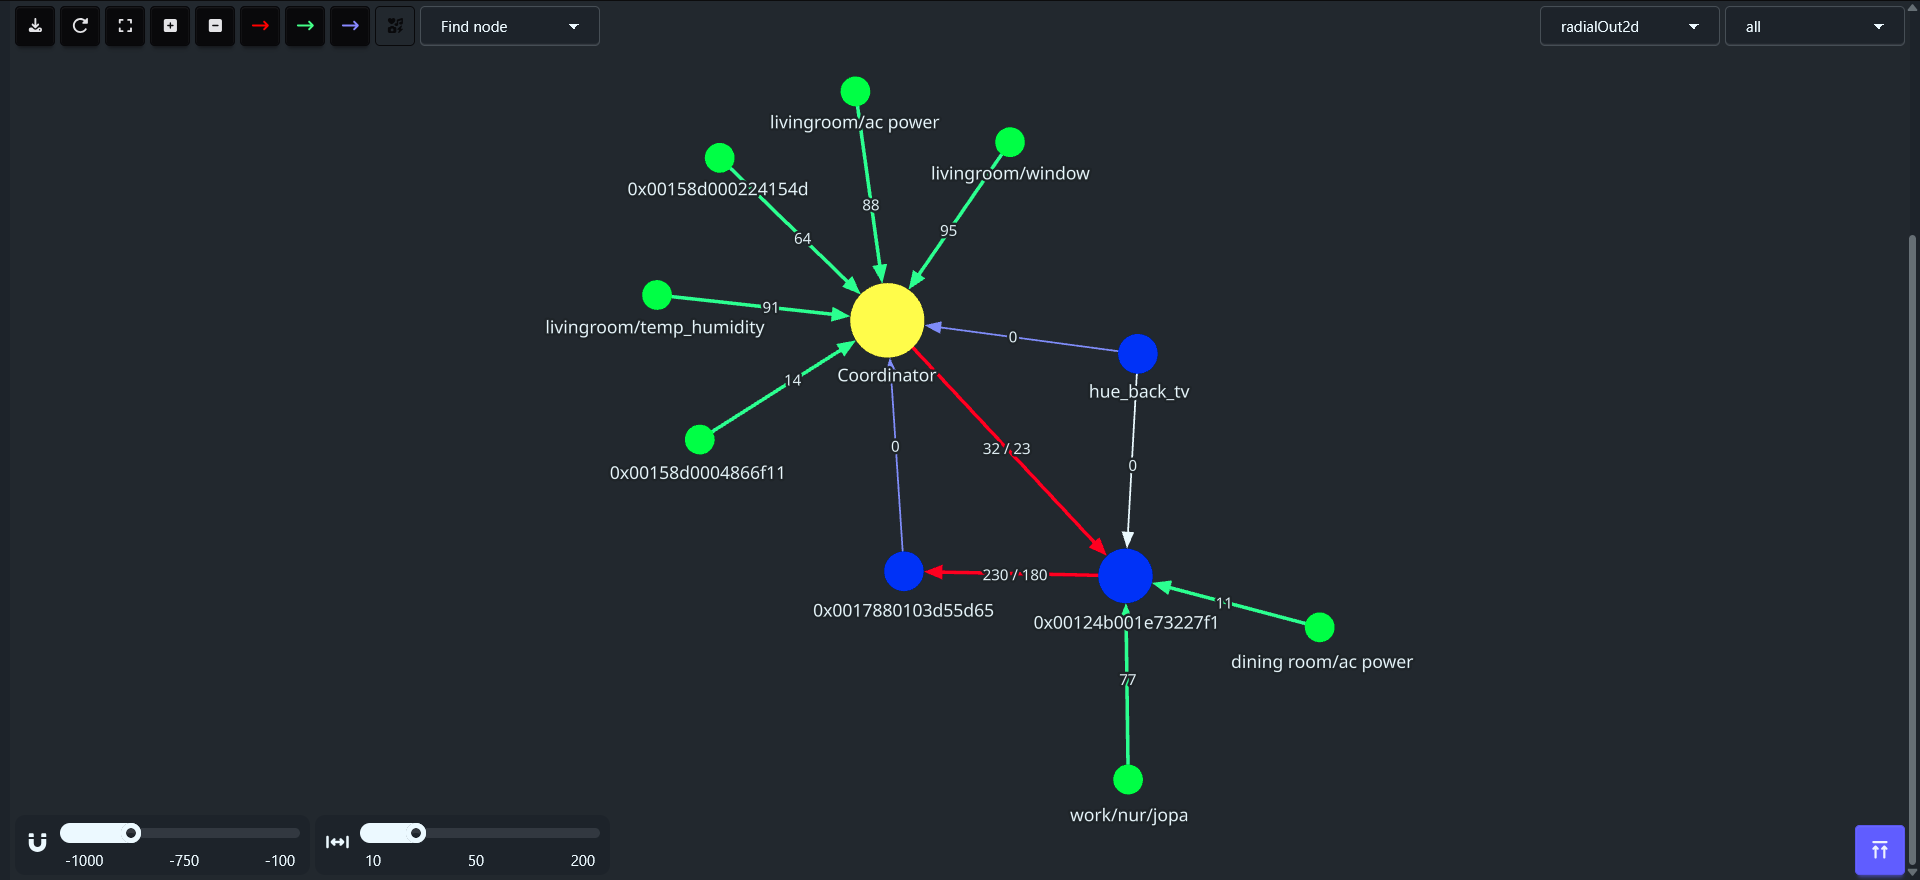 Find node
radialOut2d
all
livingroom/ac power
livingroom/window
0x00158d000224154d
88
95
64
livingroom/temp_humidity
91
0
hue_back_tv
Coordinator
14
0x00158d0004866f11
0
32 / 23
0
230 / 180
0x0017880103d55d65
0x00124b001e73227f1
11
dining room/ac power
77
work/nur/jopa
-1000
-750
-100
10
50
200